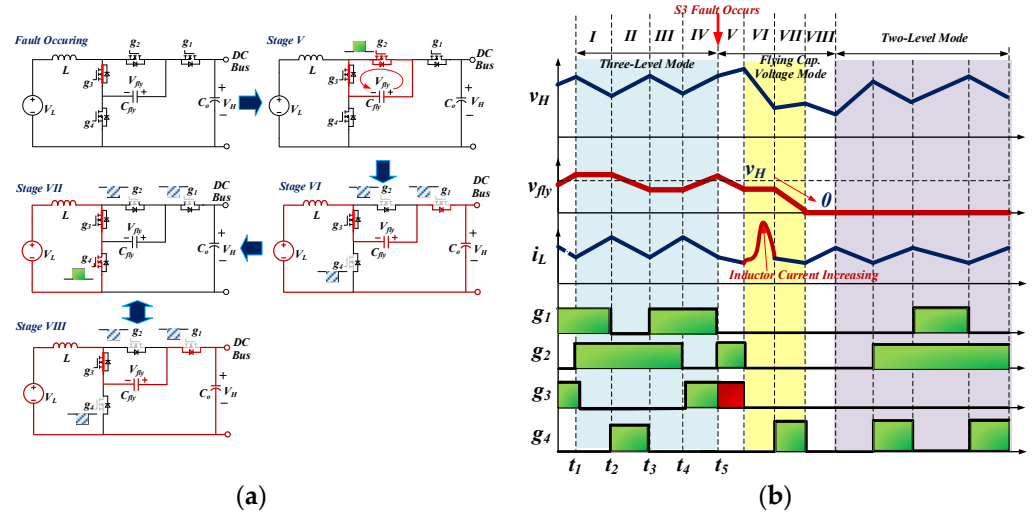 Fault Occuring
g2
g1
DC
Bus
L
g3
Vfly
Cfly
g4
VL
Co
VH
Stage V
g2
g1
DC
Bus
L
g3
Vfly
Cfly
g4
VL
Co
VH
Stage VII
g2
g1
DC
Bus
L
g3
Vfly
Cfly
g4
VL
Co
VH
Stage VI
g2
g1
DC
Bus
L
g3
Vfly
Cfly
g4
VL
Co
VH
Stage VIII
g2
g1
DC
Bus
L
g3
Vfly
Cfly
g4
VL
Co
VH
(a)
S3 Fault Occurs
I II III IV V VI VII VIII
Three-Level Mode
Flying Cap.
Voltage Mode
Two-Level Mode
vH
vfly
vH
0
iL
Inductor Current Increasing
g1
g2
g3
g4
t1 t2 t3 t4 t5
(b)